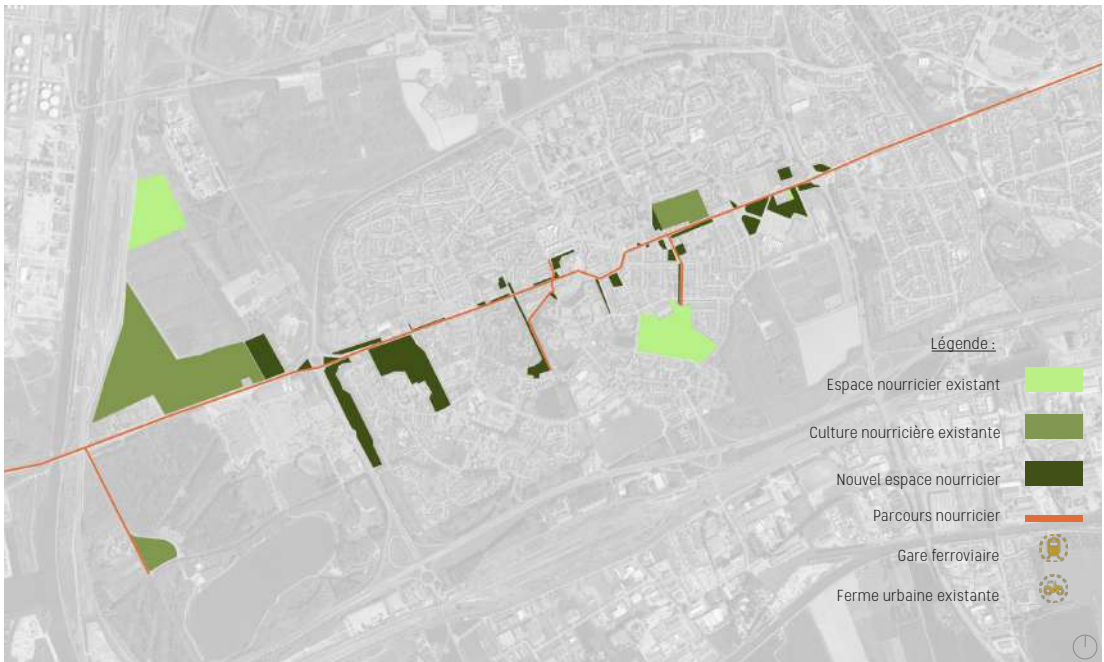 Légende :
Espace nourricier existant
Culture nourricière existante
Nouvel espace nourricier
Parcours nourricier
Gare ferroviaire
Ferme urbaine existante